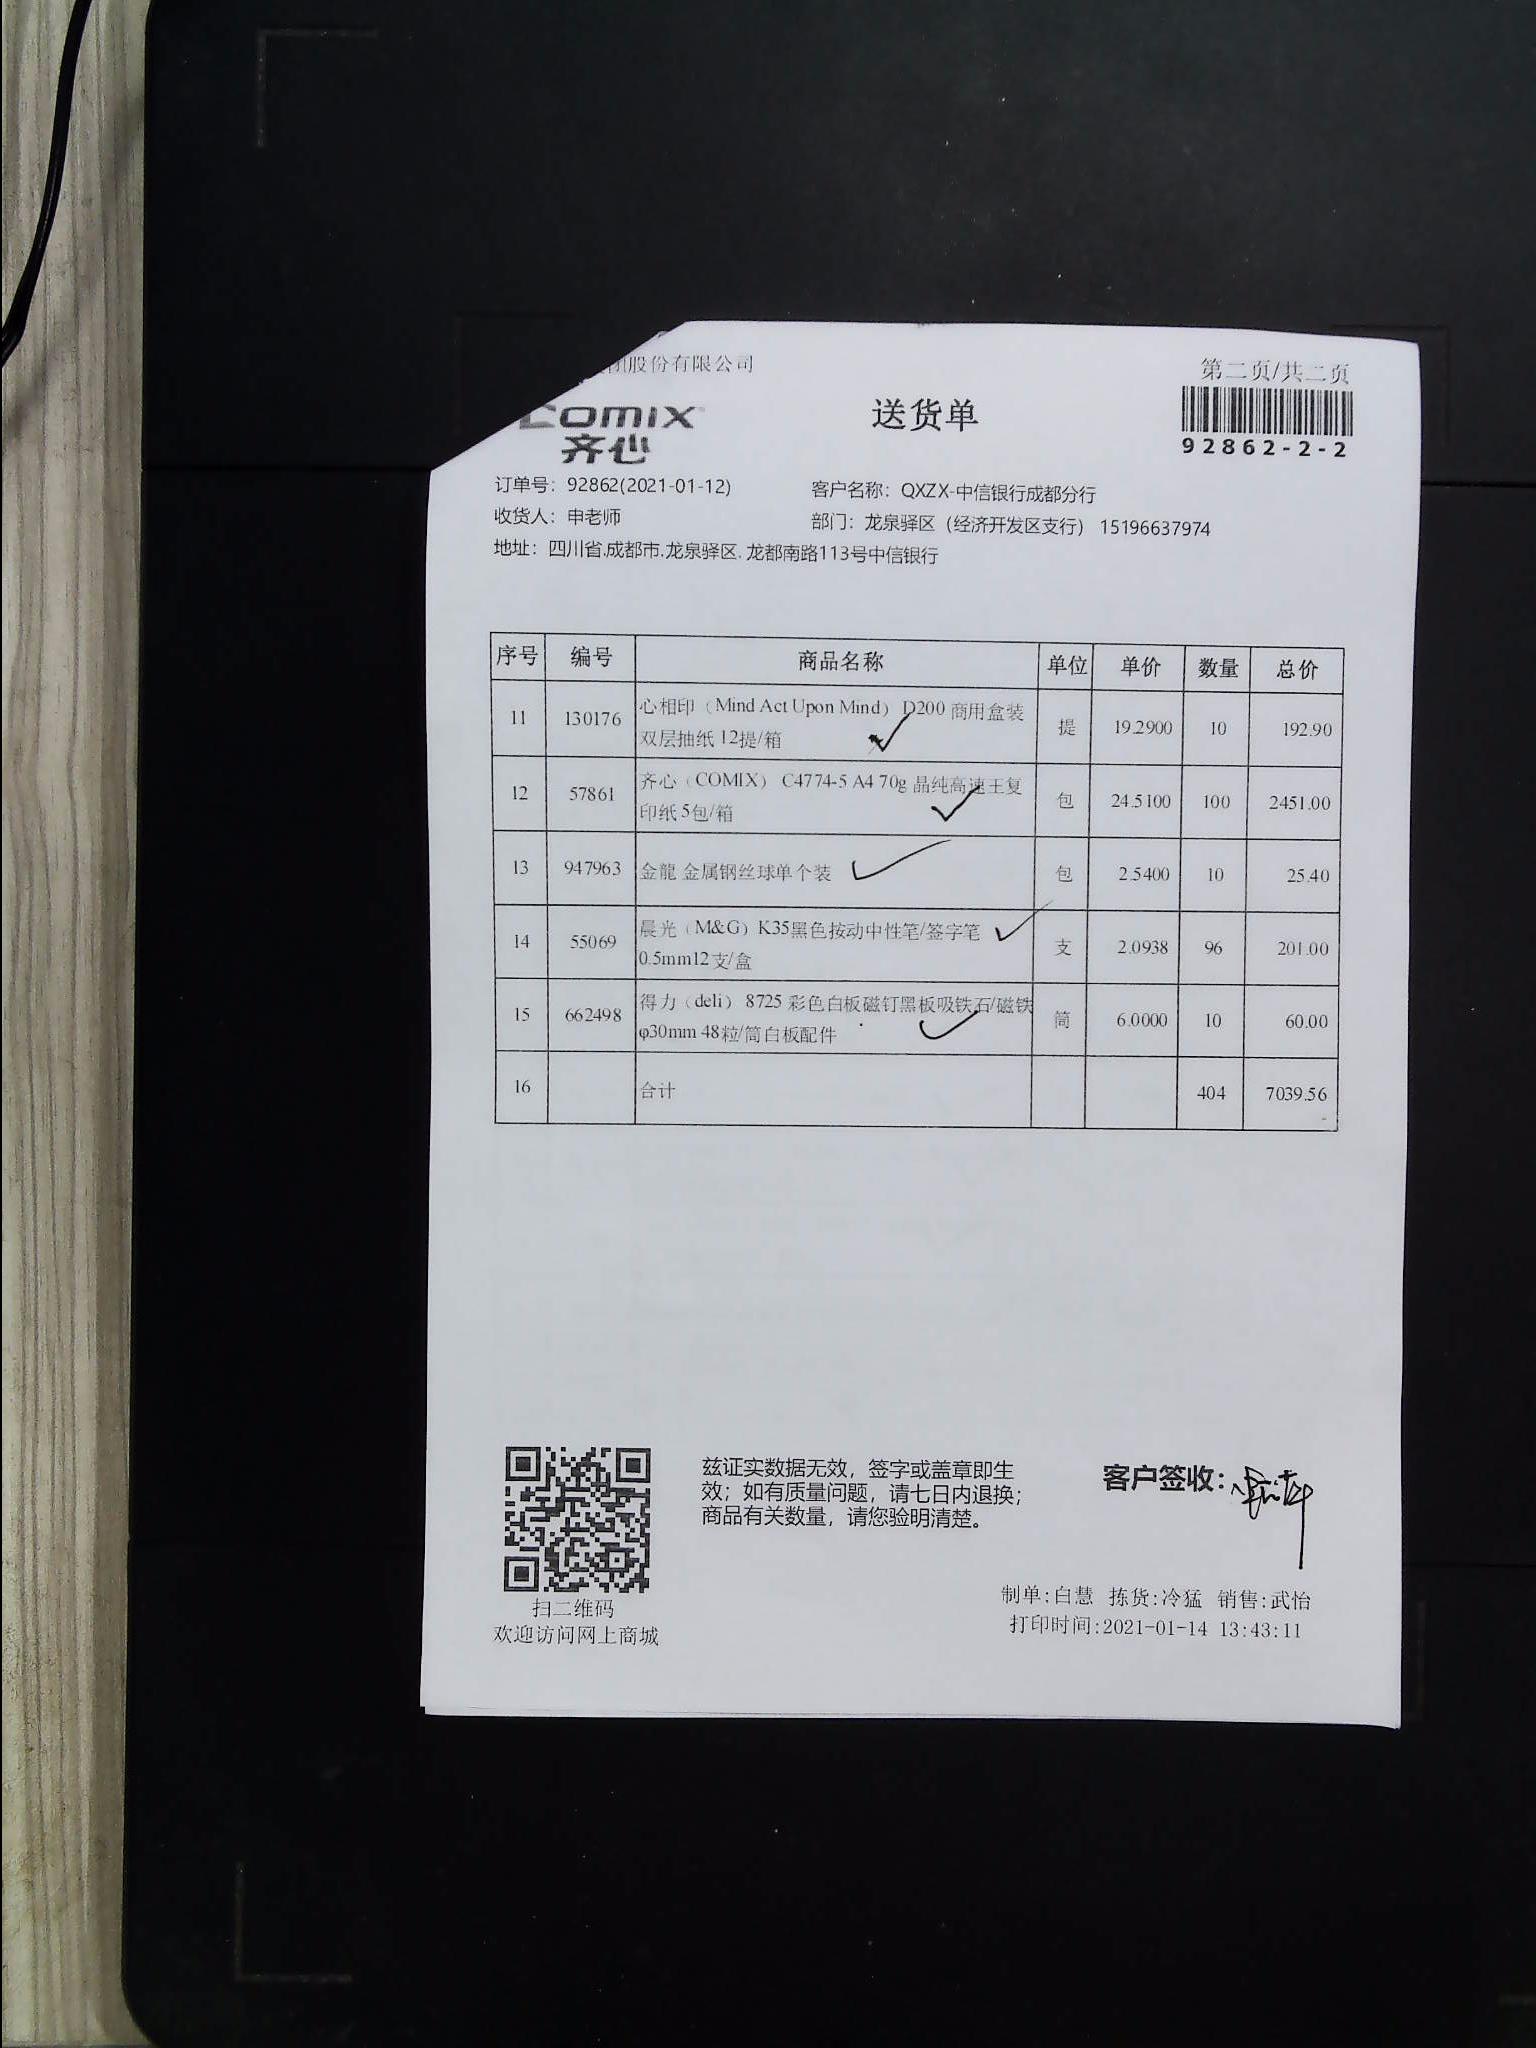 团股份有限公司
第二页/共二页
comix
齐心
送货单
92862-2-2
订单号：92862(2021-01-12)
客户名称：QXZX-中信银行成都分行
收货人：申老师
部门：龙泉驿区（经济开发区支行） 15196637974
地址：四川省.成都市.龙泉驿区. 龙都南路113号中信银行
序号 编号 商品名称 单位 单价 数量 总价
11 130176 心相印（Mind Act Upon Mind） D200 商用盒装 提 19.2900 10 192.90
双层抽纸 12提/箱
12 57861 齐心（COMIX） C4774-5 A4 70g 晶纯高速王复 包 24.5100 100 2451.00
印纸 5包/箱
13 947963 金龍 金属钢丝球单个装 包 2.5400 10 25.40
14 55069 晨光（M&G）K35黑色按动中性笔/签字笔 支 2.0938 96 201.00
0.5mm12支/盒
15 662498 得力（deli） 8725 彩色白板磁钉黑板吸铁石/磁铁 筒 6.0000 10 60.00
φ30mm 48粒/筒白板配件
16 合计 404 7039.56
兹证实数据无效，签字或盖章即生
效；如有质量问题，请七日内退换；
商品有关数量，请您验明清楚。
客户签收：
扫二维码
欢迎访问网上商城
制单:白慧 拣货:冷猛 销售:武怡
打印时间:2021-01-14 13:43:11